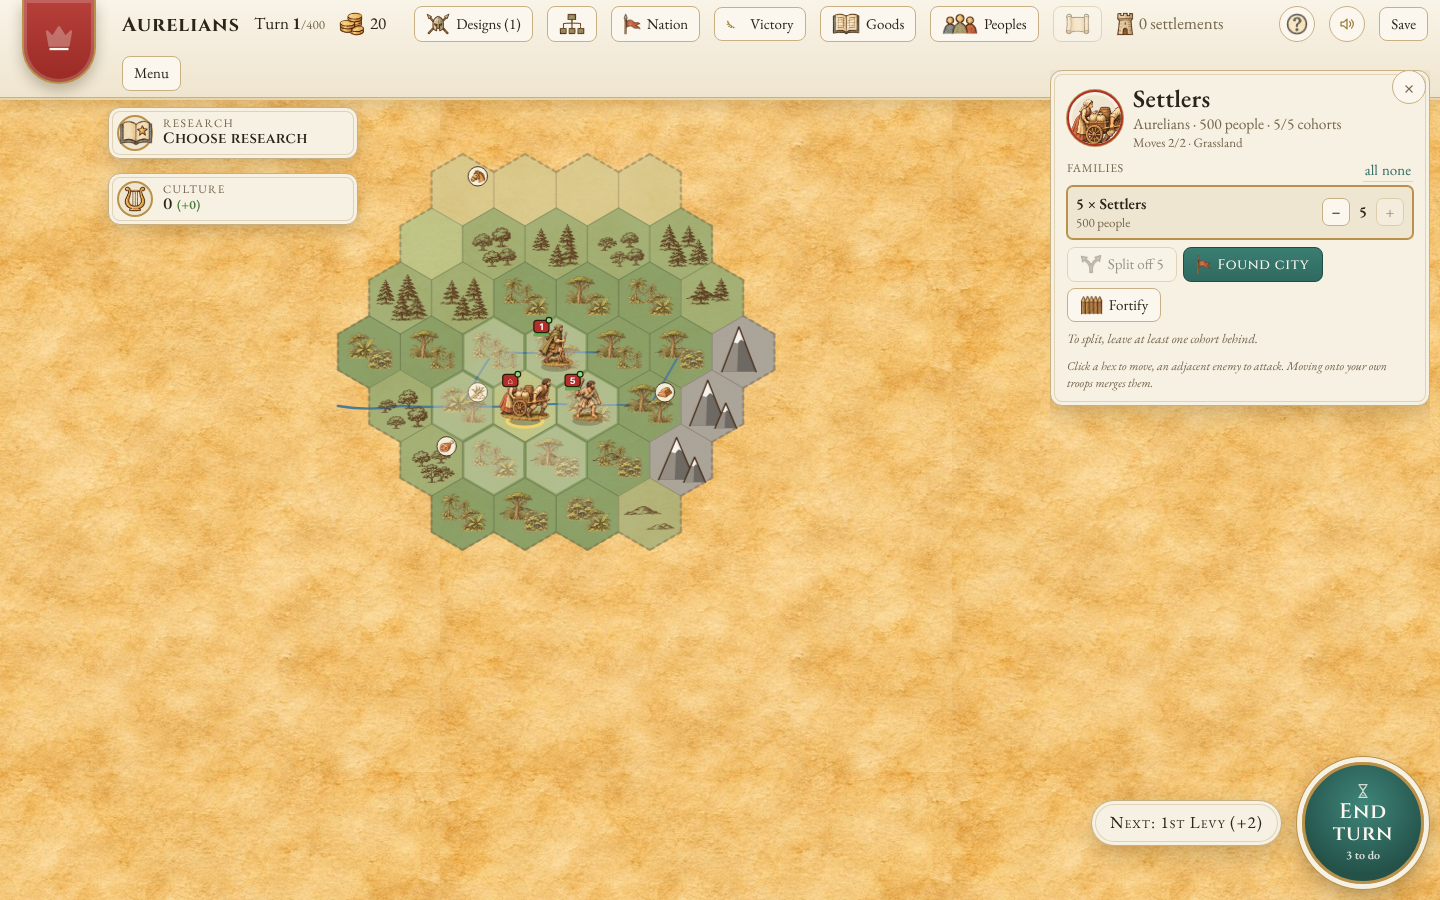 Aurelians
Turn 1/400
20
Designs (1)
Nation
Victory
Goods
Peoples
0 settlements
?
Save
Menu
Research
Choose research
Culture
0 (+0)
1
5
×
Settlers
Aurelians · 500 people · 5/5 cohorts
Moves 2/2 · Grassland
Families
all none
5 × Settlers
500 people
− 5 +
Split off 5
Found city
Fortify
To split, leave at least one cohort behind.
Click a hex to move, an adjacent enemy to attack. Moving onto your own
troops merges them.
Next: 1st Levy (+2)
End
turn
3 to do